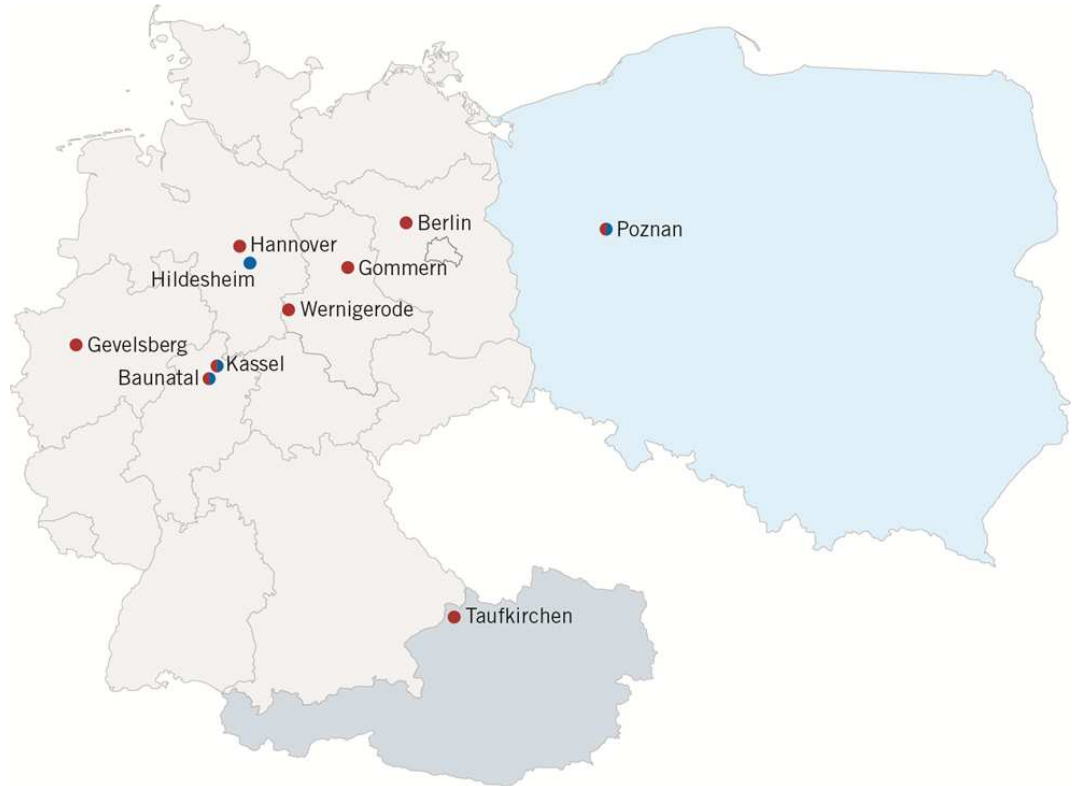 Berlin
Poznan
Hannover
Hildesheim
Gommern
Wernigerode
Gevelsberg
Kassel
Baunatal
Taufkirchen